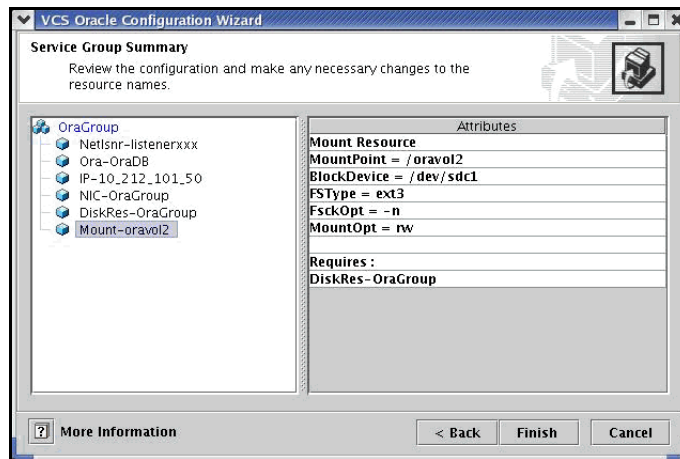 VCS Oracle Configuration Wizard
Service Group Summary
Review the configuration and make any necessary changes to the
resource names.
OraGroup
Netlsnr-listenerxxx
Ora-OraDB
IP-10_212_101_50
NIC-OraGroup
DiskRes-OraGroup
Mount-oravol2
Attributes
Mount Resource
MountPoint = /oravol2
BlockDevice = /dev/sdc1
FSType = ext3
FsckOpt = -n
MountOpt = rw
Requires :
DiskRes-OraGroup
? More Information
< Back
Finish
Cancel